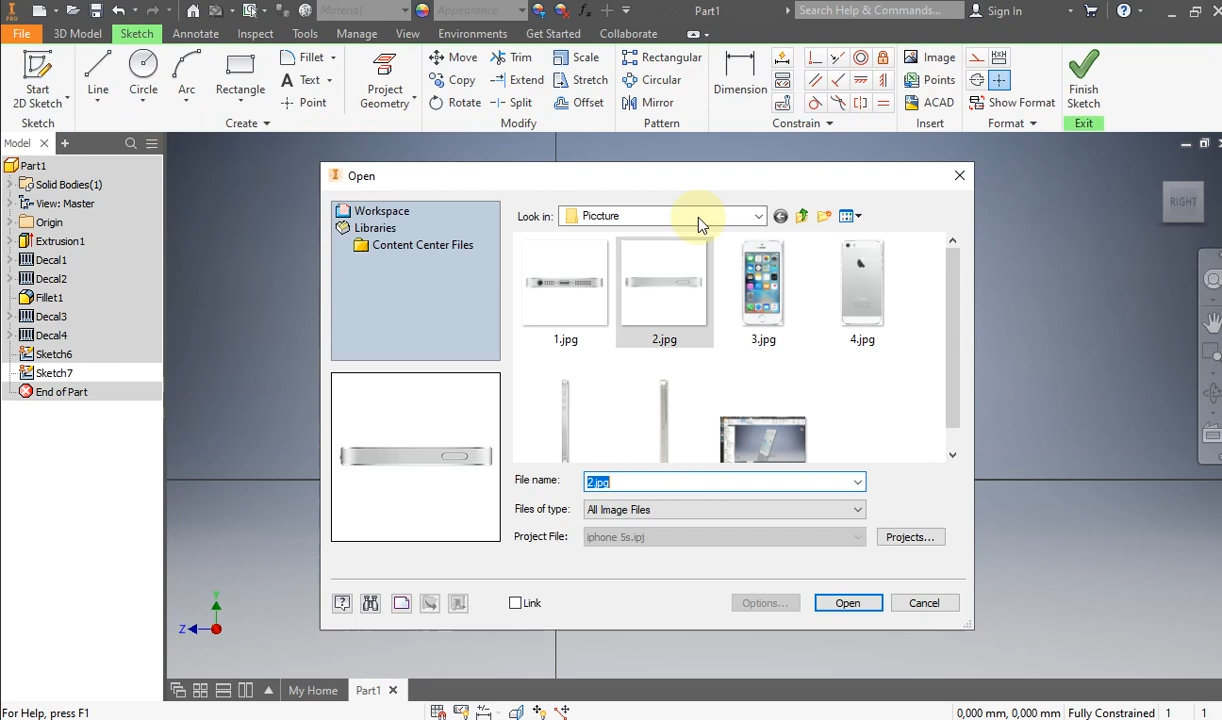 PRO
Material
Appearance
Part1
Search Help & Commands...
Sign In
File 3D Model Sketch Annotate Inspect Tools Manage View Environments Get Started Collaborate
Start
2D Sketch
Line
Circle
Arc
Rectangle
Fillet
Text
Point
Project
Geometry
Move
Copy
Rotate
Trim
Extend
Split
Scale
Stretch
Offset
Rectangular
Circular
Mirror
Dimension
Image
Points
ACAD
Show Format
Finish
Sketch
Sketch Create Modify Pattern Constrain Insert Format Exit
Model
Part1
Solid Bodies(1)
View: Master
Origin
Extrusion1
Decal1
Decal2
Fillet1
Decal3
Decal4
Sketch6
Sketch7
End of Part
RIGHT
Open
Workspace
Libraries
Content Center Files
Look in: Piccture
1.jpg 2.jpg 3.jpg 4.jpg
File name: 2.jpg
Files of type: All Image Files
Project File: iphone 5s.ipj Projects...
Link Options... Open Cancel
Y
Z
My Home Part1
For Help, press F1
0,000 mm, 0,000 mm Fully Constrained 1 1